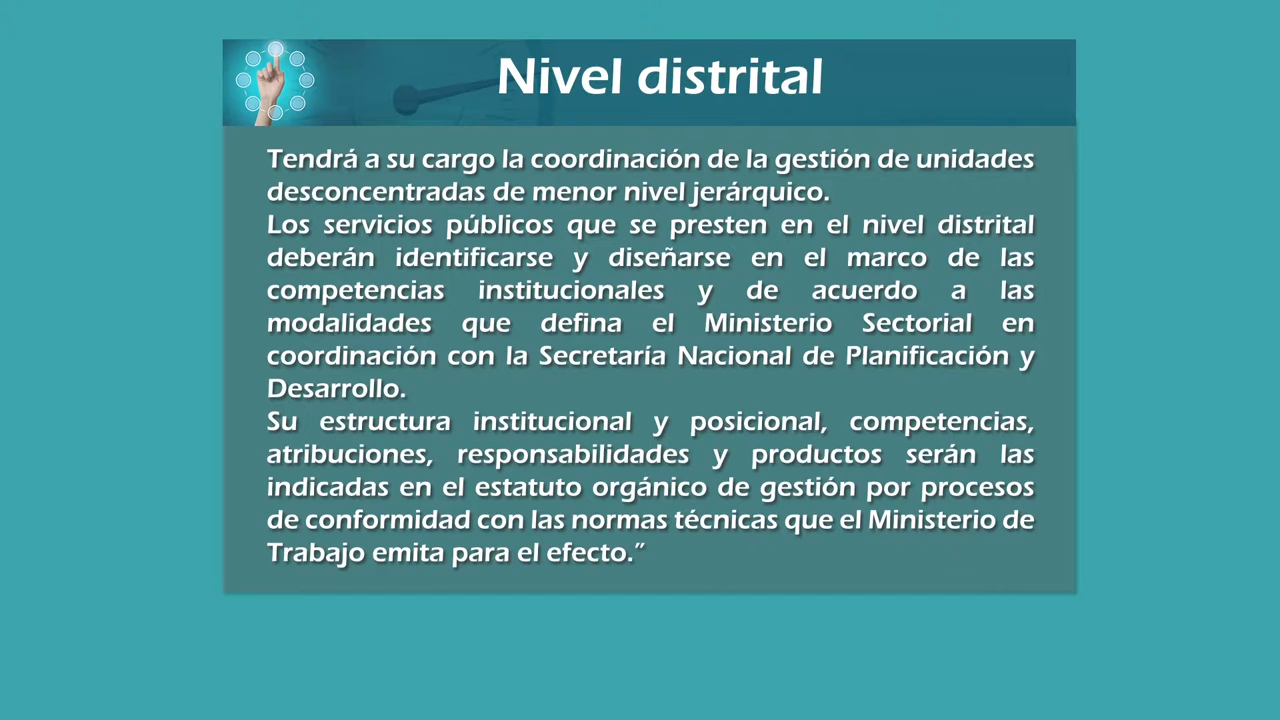 Nivel distrital
Tendrá a su cargo la coordinación de la gestión de unidades
desconcentradas de menor nivel jerárquico.
Los servicios públicos que se presten en el nivel distrital
deberán identificarse y diseñarse en el marco de las
competencias institucionales y de acuerdo a las
modalidades que defina el Ministerio Sectorial en
coordinación con la Secretaría Nacional de Planificación y
Desarrollo.
Su estructura institucional y posicional, competencias,
atribuciones, responsabilidades y productos serán las
indicadas en el estatuto orgánico de gestión por procesos
de conformidad con las normas técnicas que el Ministerio de
Trabajo emita para el efecto.”